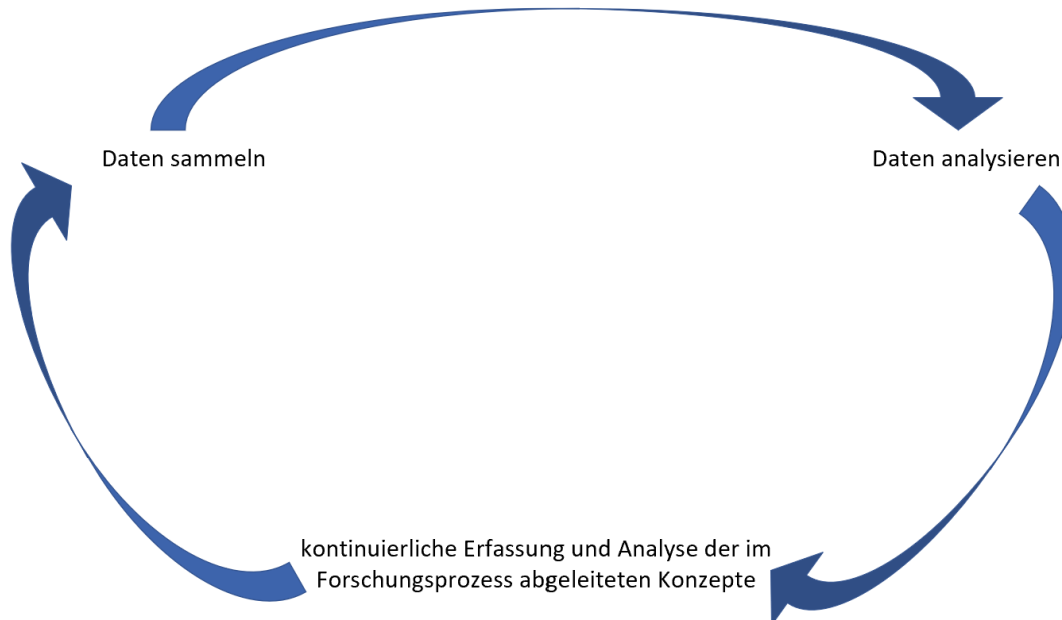 Daten sammeln
Daten analysieren
kontinuierliche Erfassung und Analyse der im
Forschungsprozess abgeleiteten Konzepte